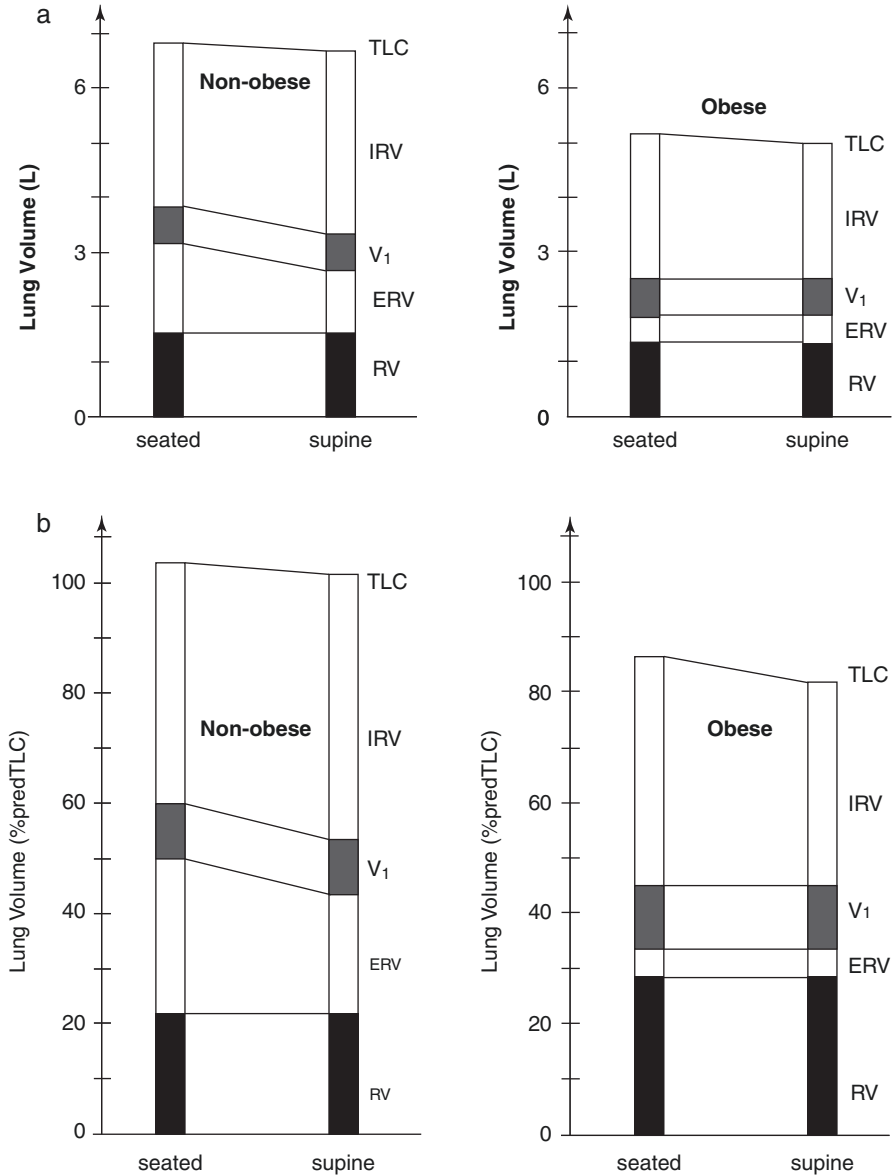 a
6
3
0
Lung Volume (L)
Non-obese
TLC
IRV
V1
ERV
RV
seated
supine
6
3
0
Lung Volume (L)
Obese
TLC
IRV
V1
ERV
RV
seated
supine
b
100
80
60
40
20
0
Lung Volume (%predTLC)
Non-obese
TLC
IRV
V1
ERV
RV
seated
supine
100
80
60
40
20
0
Lung Volume (%predTLC)
Obese
TLC
IRV
V1
ERV
RV
seated
supine